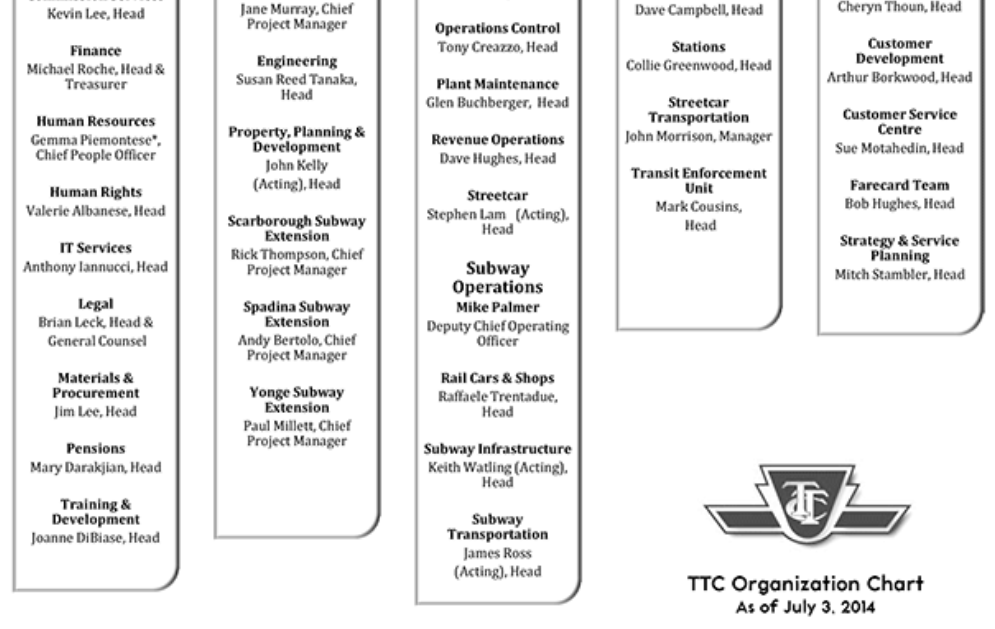 Kevin Lee, Head
Finance
Michael Roche, Head &
Treasurer
Human Resources
Gemma Piemontese*,
Chief People Officer
Human Rights
Valerie Albanese, Head
IT Services
Anthony Iannucci, Head
Legal
Brian Leck, Head &
General Counsel
Materials &
Procurement
Jim Lee, Head
Pensions
Mary Darakjian, Head
Training &
Development
Joanne DiBiase, Head
Jane Murray, Chief
Project Manager
Engineering
Susan Reed Tanaka,
Head
Property, Planning &
Development
John Kelly
(Acting), Head
Scarborough Subway
Extension
Rick Thompson, Chief
Project Manager
Spadina Subway
Extension
Andy Bertolo, Chief
Project Manager
Yonge Subway
Extension
Paul Millett, Chief
Project Manager
Operations Control
Tony Creazzo, Head
Plant Maintenance
Glen Buchberger, Head
Revenue Operations
Dave Hughes, Head
Streetcar
Stephen Lam (Acting),
Head
Subway
Operations
Mike Palmer
Deputy Chief Operating
Officer
Rail Cars & Shops
Raffaele Trentadue,
Head
Subway Infrastructure
Keith Watling (Acting),
Head
Subway
Transportation
James Ross
(Acting), Head
Dave Campbell, Head
Stations
Collie Greenwood, Head
Streetcar
Transportation
John Morrison, Manager
Transit Enforcement
Unit
Mark Cousins,
Head
Cheryn Thoun, Head
Customer
Development
Arthur Borkwood, Head
Customer Service
Centre
Sue Motahedin, Head
Farecard Team
Bob Hughes, Head
Strategy & Service
Planning
Mitch Stambler, Head
TTC
TTC Organization Chart
As of July 3, 2014